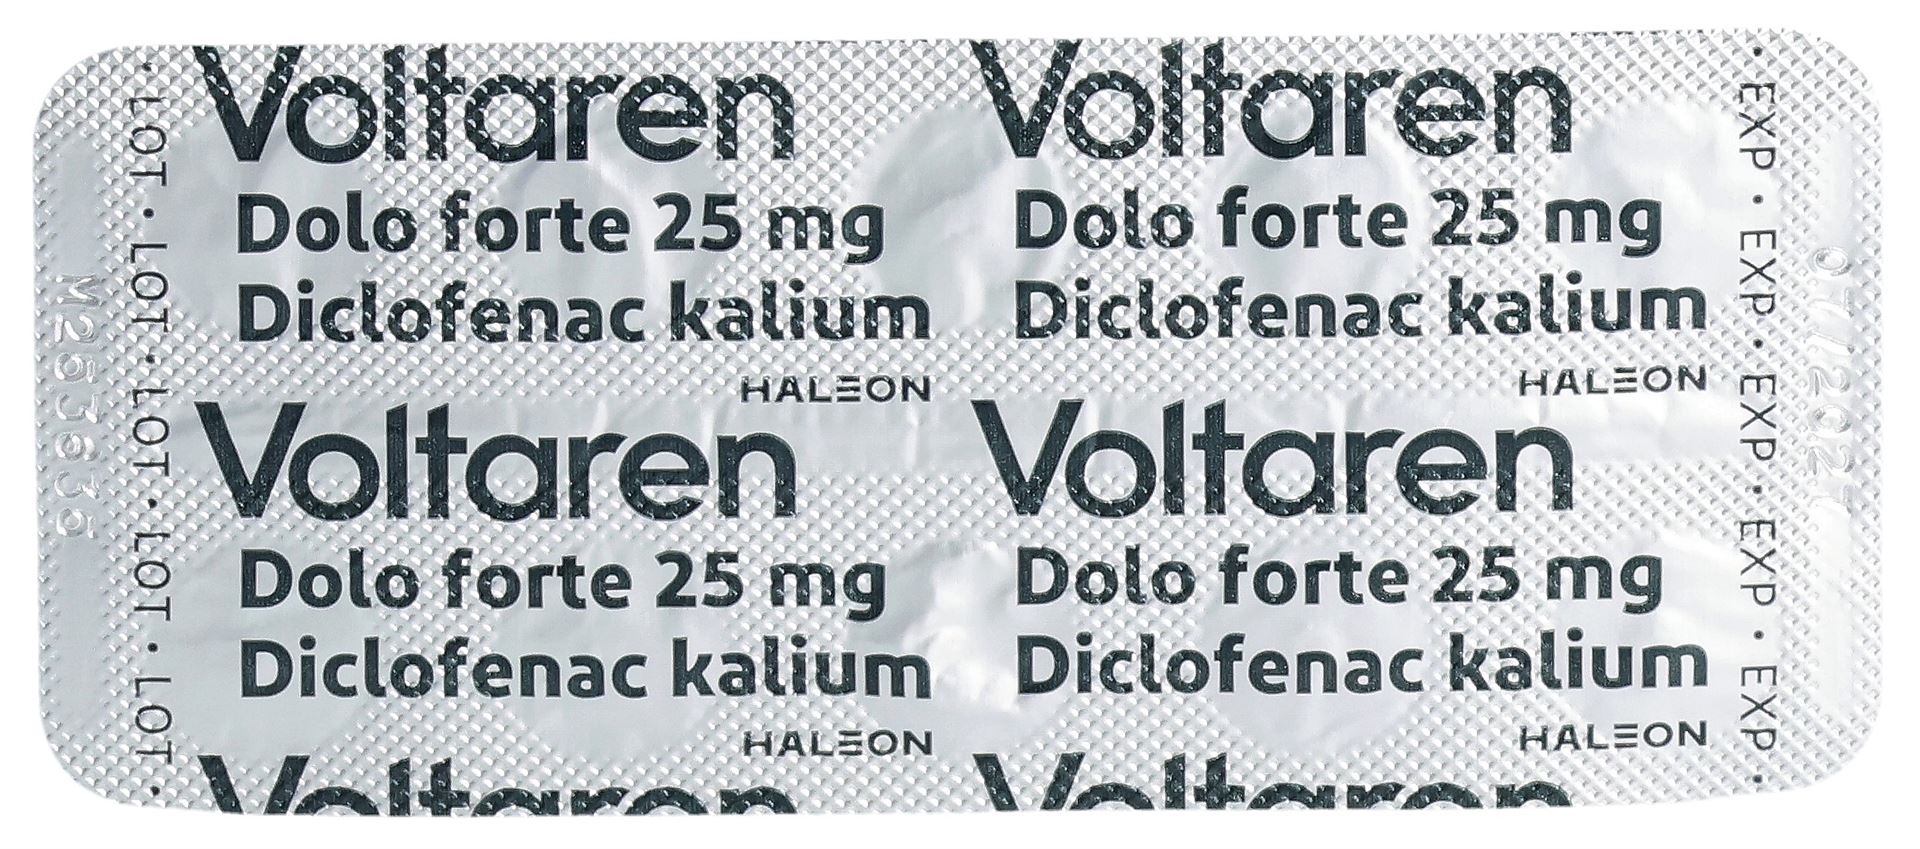 Voltaren
Dolo forte 25 mg
Diclofenac kalium
HALEON
Voltaren
Dolo forte 25 mg
Diclofenac kalium
HALEON
Voltaren
Dolo forte 25 mg
Diclofenac kalium
HALEON
Voltaren
Dolo forte 25 mg
Diclofenac kalium
HALEON
Voltaren
Voltaren
• LOT • LOT • LOT • LOT • LOT •
• EXP • EXP • EXP • EXP • EXP •